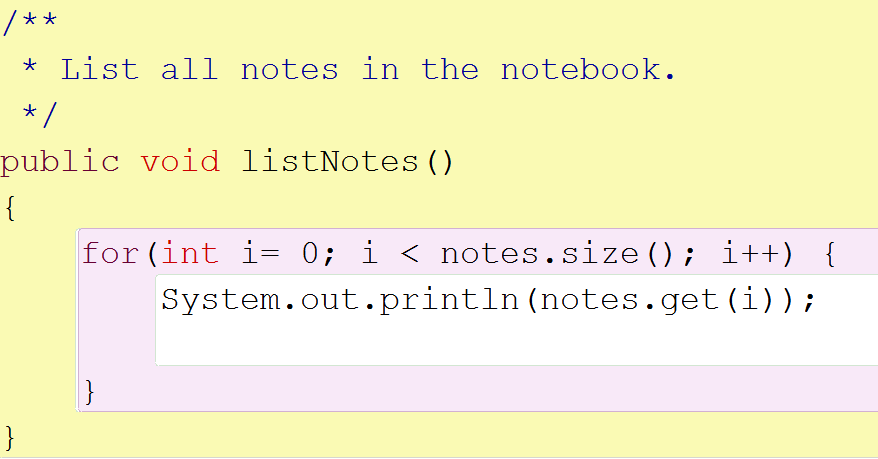 /**
 * List all notes in the notebook.
 */
public void listNotes()
{
    for(int i= 0; i < notes.size(); i++) {
        System.out.println(notes.get(i));
    }
}